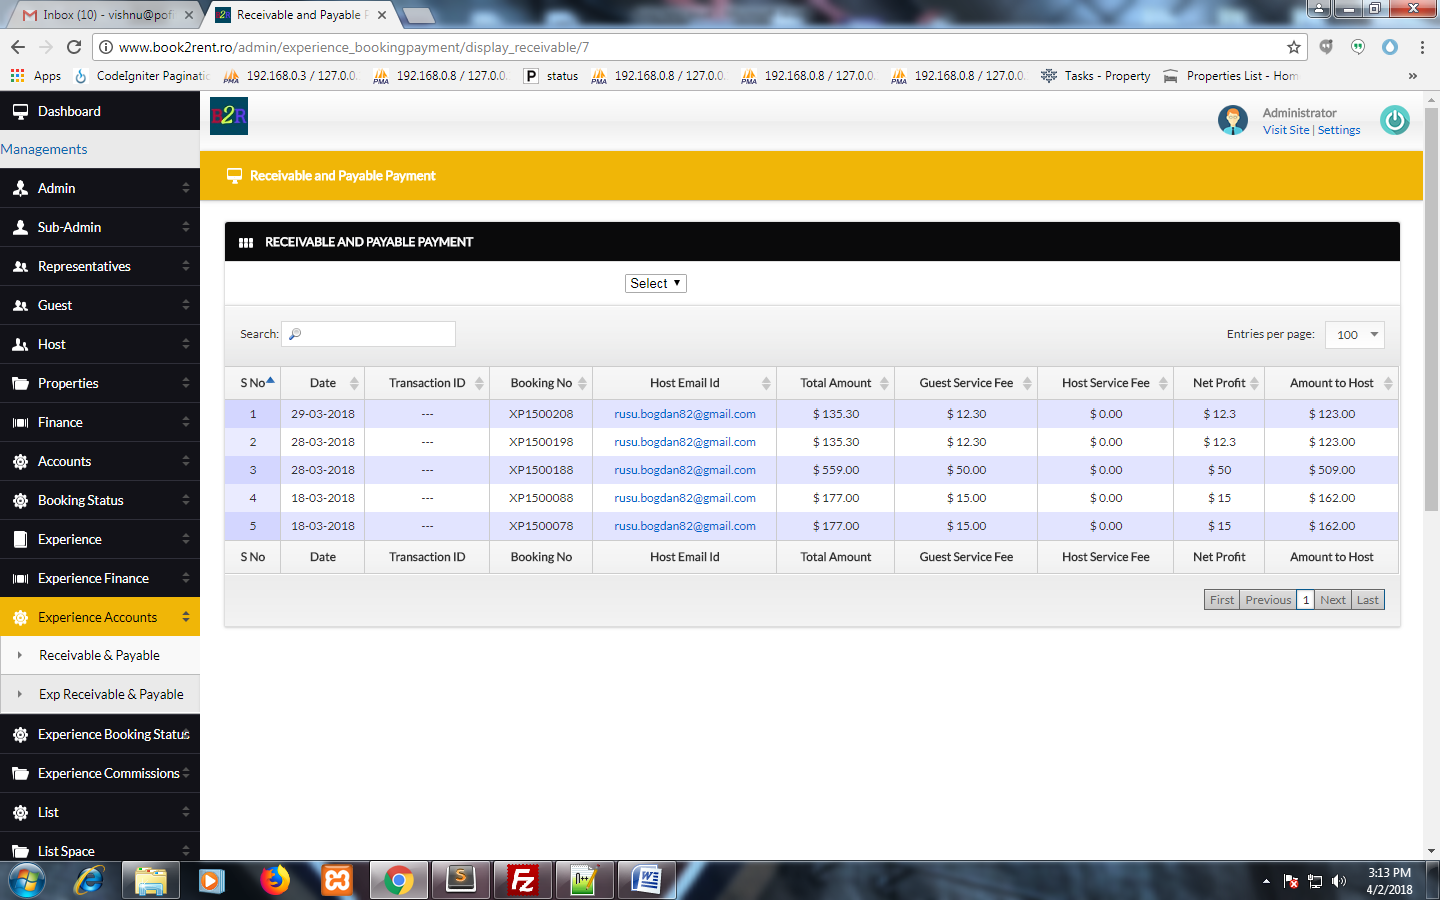 Inbox (10) - vishnu@pof
Receivable and Payable P
www.book2rent.ro/admin/experience_bookingpayment/display_receivable/7
Apps CodeIgniter Paginatic 192.168.0.3 / 127.0.0. 192.168.0.8 / 127.0.0. P status 192.168.0.8 / 127.0.0. 192.168.0.8 / 127.0.0. 192.168.0.8 / 127.0.0. Tasks - Property Properties List - Hom »
Dashboard
Managements
Admin
Sub-Admin
Representatives
Guest
Host
Properties
Finance
Accounts
Booking Status
Experience
Experience Finance
Experience Accounts
Receivable & Payable
Exp Receivable & Payable
Experience Booking Status
Experience Commissions
List
List Space
B2R
Administrator
Visit Site | Settings
Receivable and Payable Payment
RECEIVABLE AND PAYABLE PAYMENT
Select
Search:
Entries per page: 100
S No Date Transaction ID Booking No Host Email Id Total Amount Guest Service Fee Host Service Fee Net Profit Amount to Host
1 29-03-2018 --- XP1500208 rusu.bogdan82@gmail.com $ 135.30 $ 12.30 $ 0.00 $ 12.3 $ 123.00
2 28-03-2018 --- XP1500198 rusu.bogdan82@gmail.com $ 135.30 $ 12.30 $ 0.00 $ 12.3 $ 123.00
3 28-03-2018 --- XP1500188 rusu.bogdan82@gmail.com $ 559.00 $ 50.00 $ 0.00 $ 50 $ 509.00
4 18-03-2018 --- XP1500088 rusu.bogdan82@gmail.com $ 177.00 $ 15.00 $ 0.00 $ 15 $ 162.00
5 18-03-2018 --- XP1500078 rusu.bogdan82@gmail.com $ 177.00 $ 15.00 $ 0.00 $ 15 $ 162.00
S No Date Transaction ID Booking No Host Email Id Total Amount Guest Service Fee Host Service Fee Net Profit Amount to Host
First Previous 1 Next Last
3:13 PM
4/2/2018